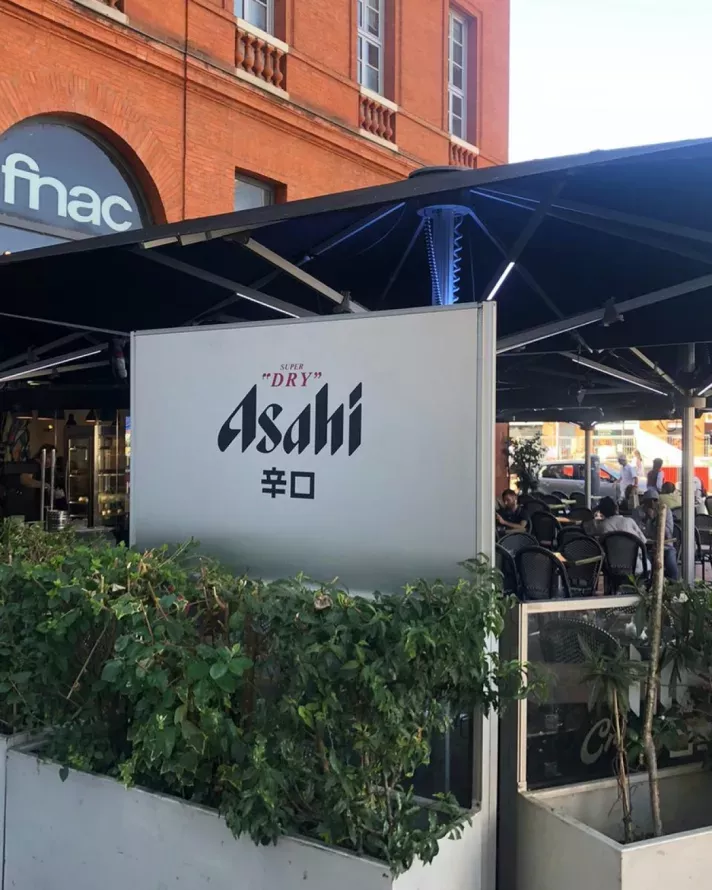 fnac
SUPER
"DRY"
Asahi
辛口